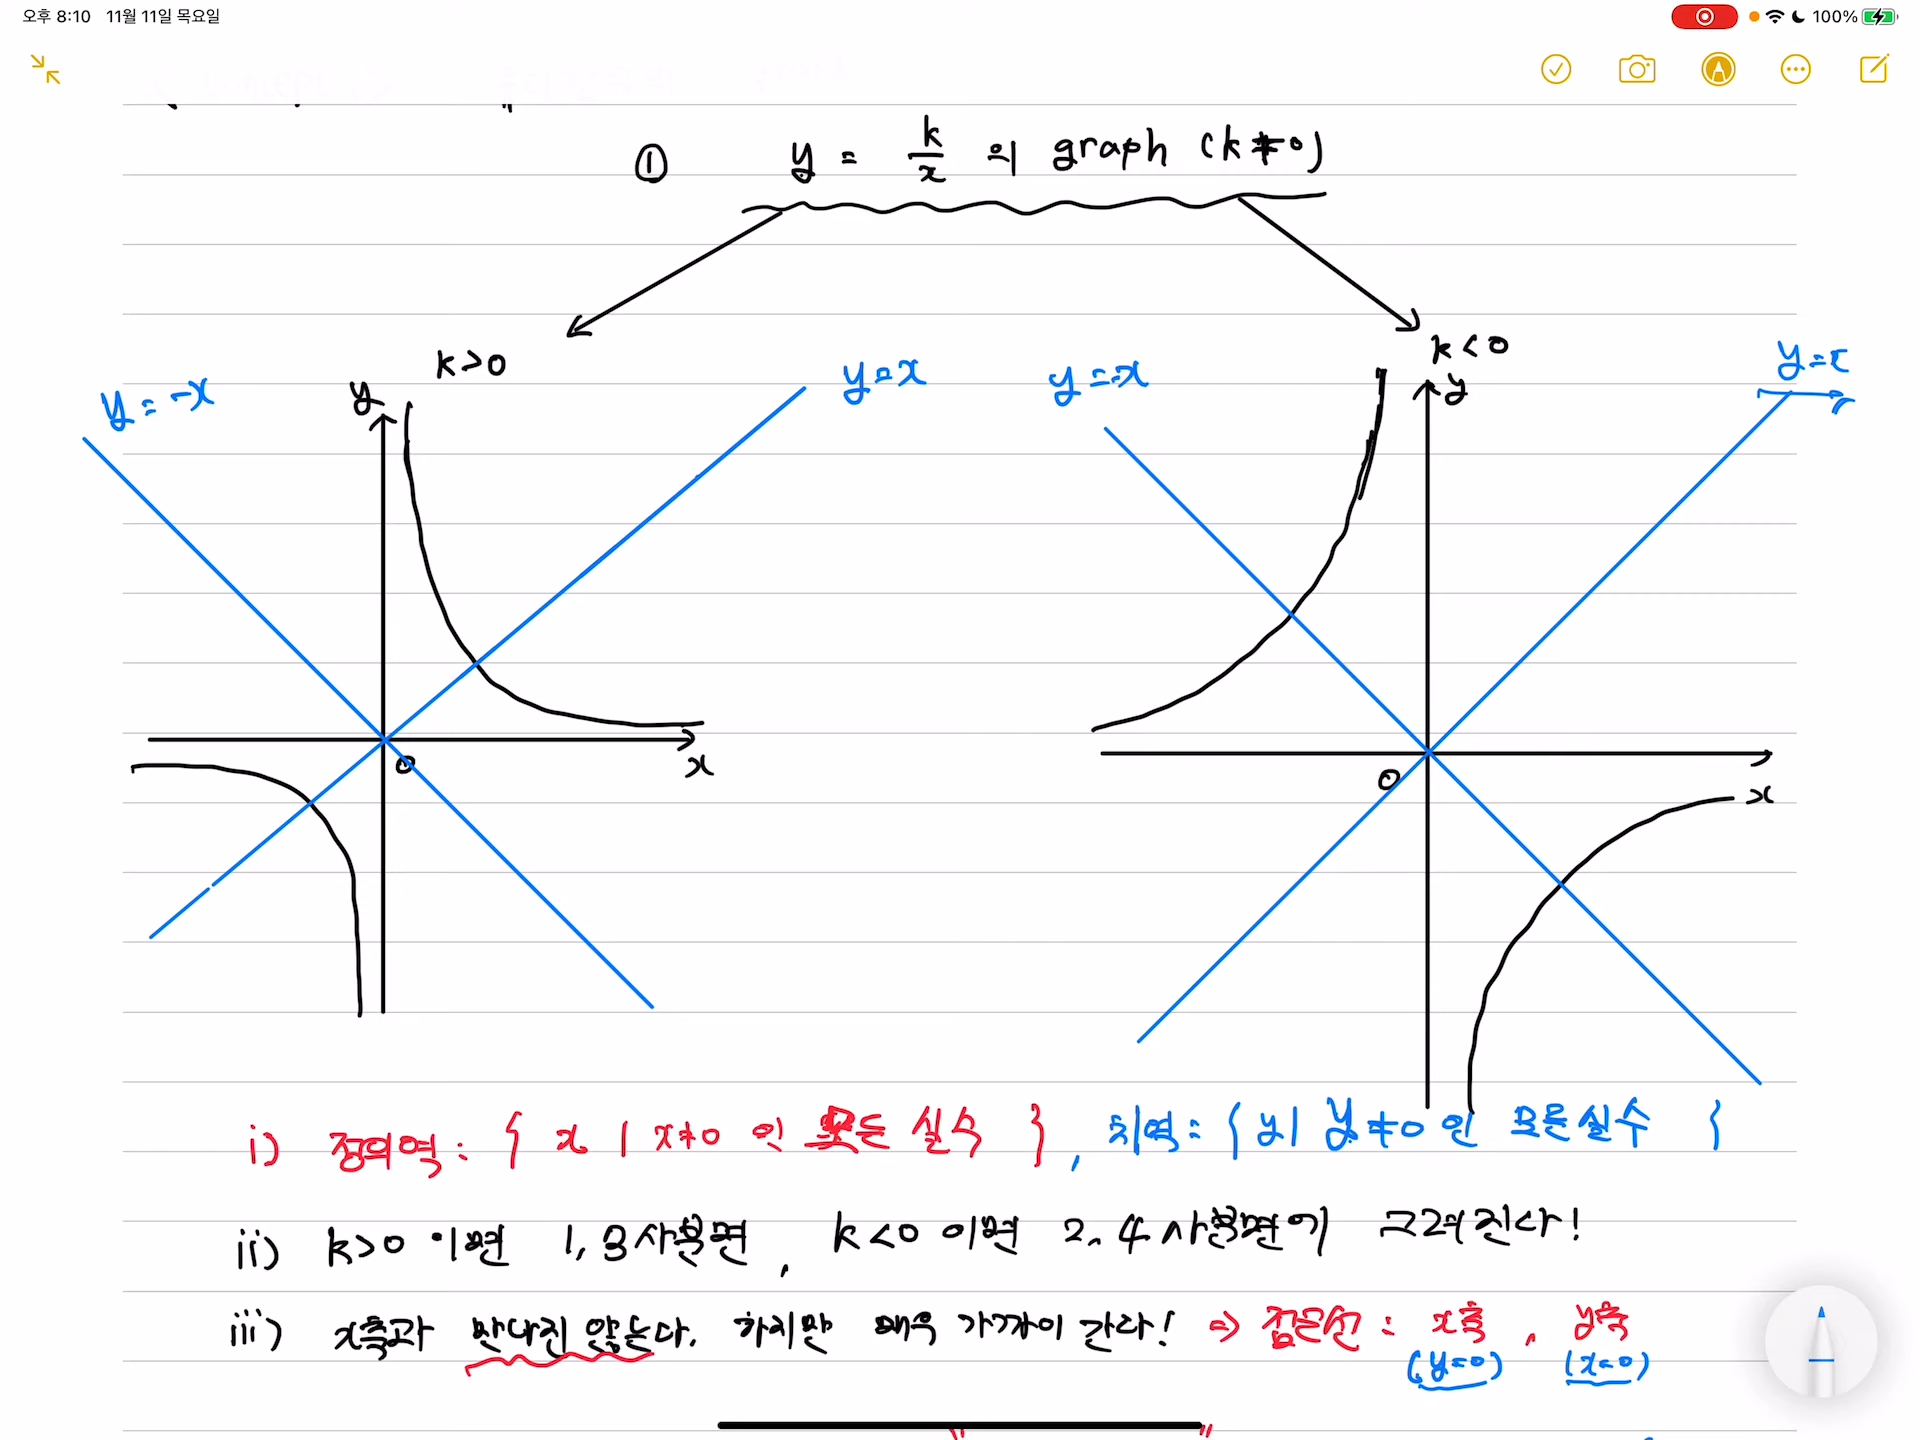 오후 8:10 11월 11일 목요일
100%
① y = k/x 의 graph (k≠0)
k>0
k<0
y=-x
y
y=x
y=-x
y
y=x
0
x
0
x
i) 정의역 : { x | x≠0 인 모든 실수 } , 치역 = { y | y≠0 인 모든실수 }
ii) k>0 이면 1, 3 사분면 , k<0 이면 2, 4 사분면에 그려진다!
iii) x축과 만나진 않는다. 하지만 매우 가까이 간다! ⇒ 점근선 : x축 , y축
(y=0) (x=0)